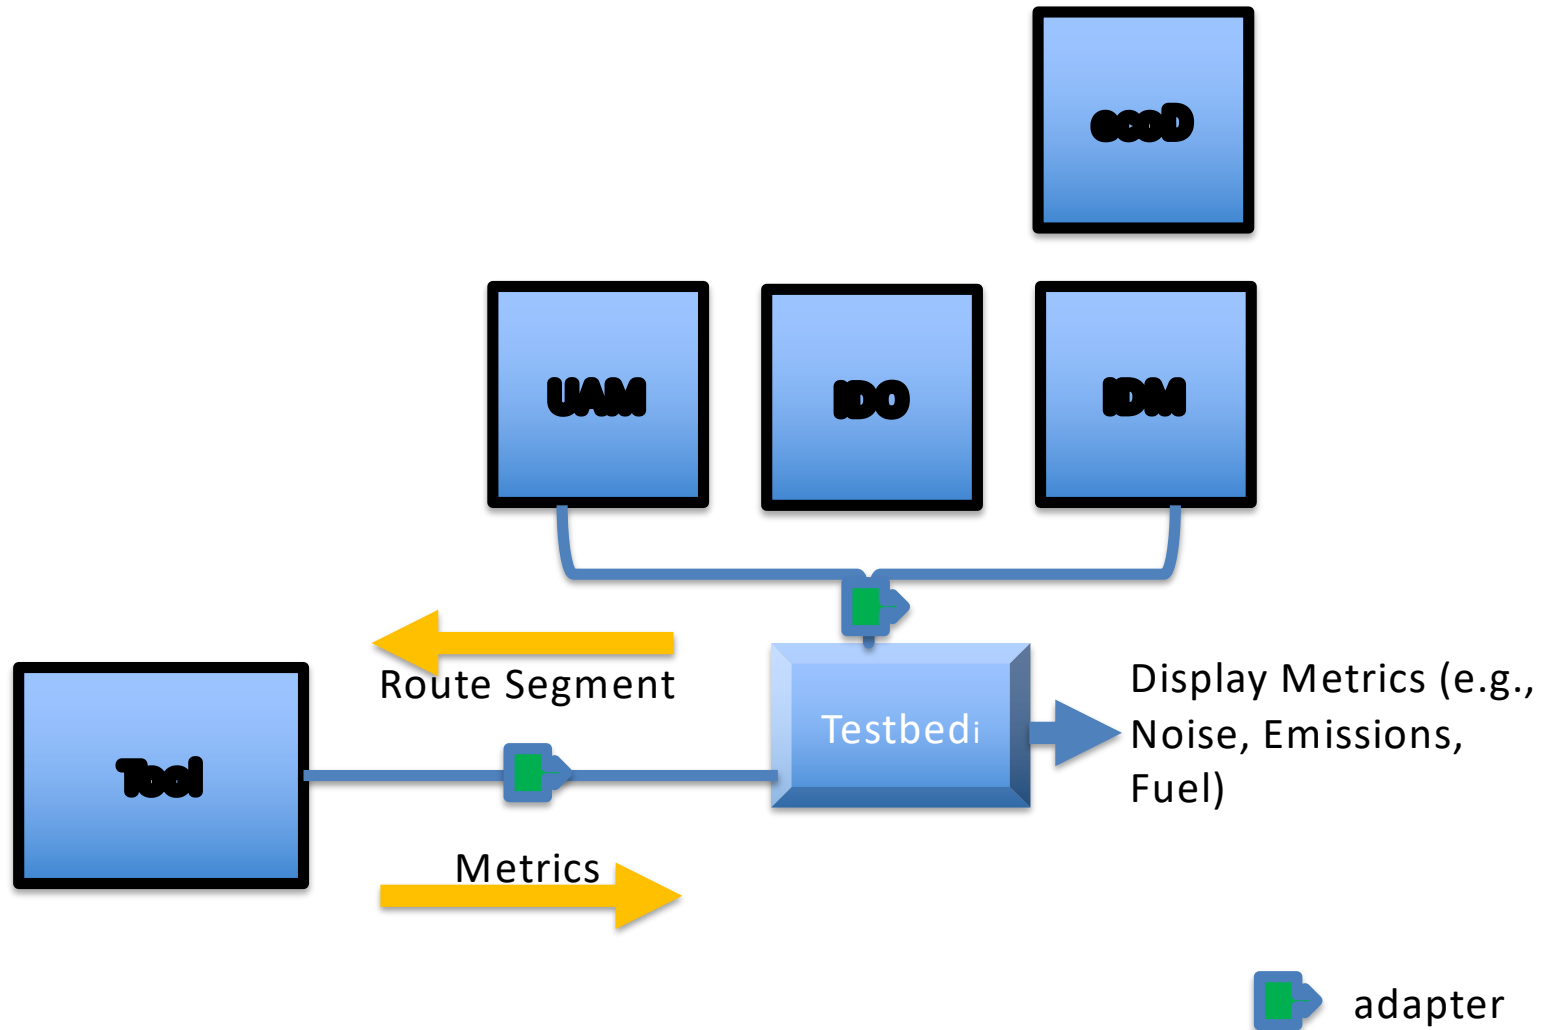 ecoD
UAM
IDO
IDM
Route Segment
Testbedi
Display Metrics (e.g.,
Noise, Emissions,
Fuel)
Tool
Metrics
adapter